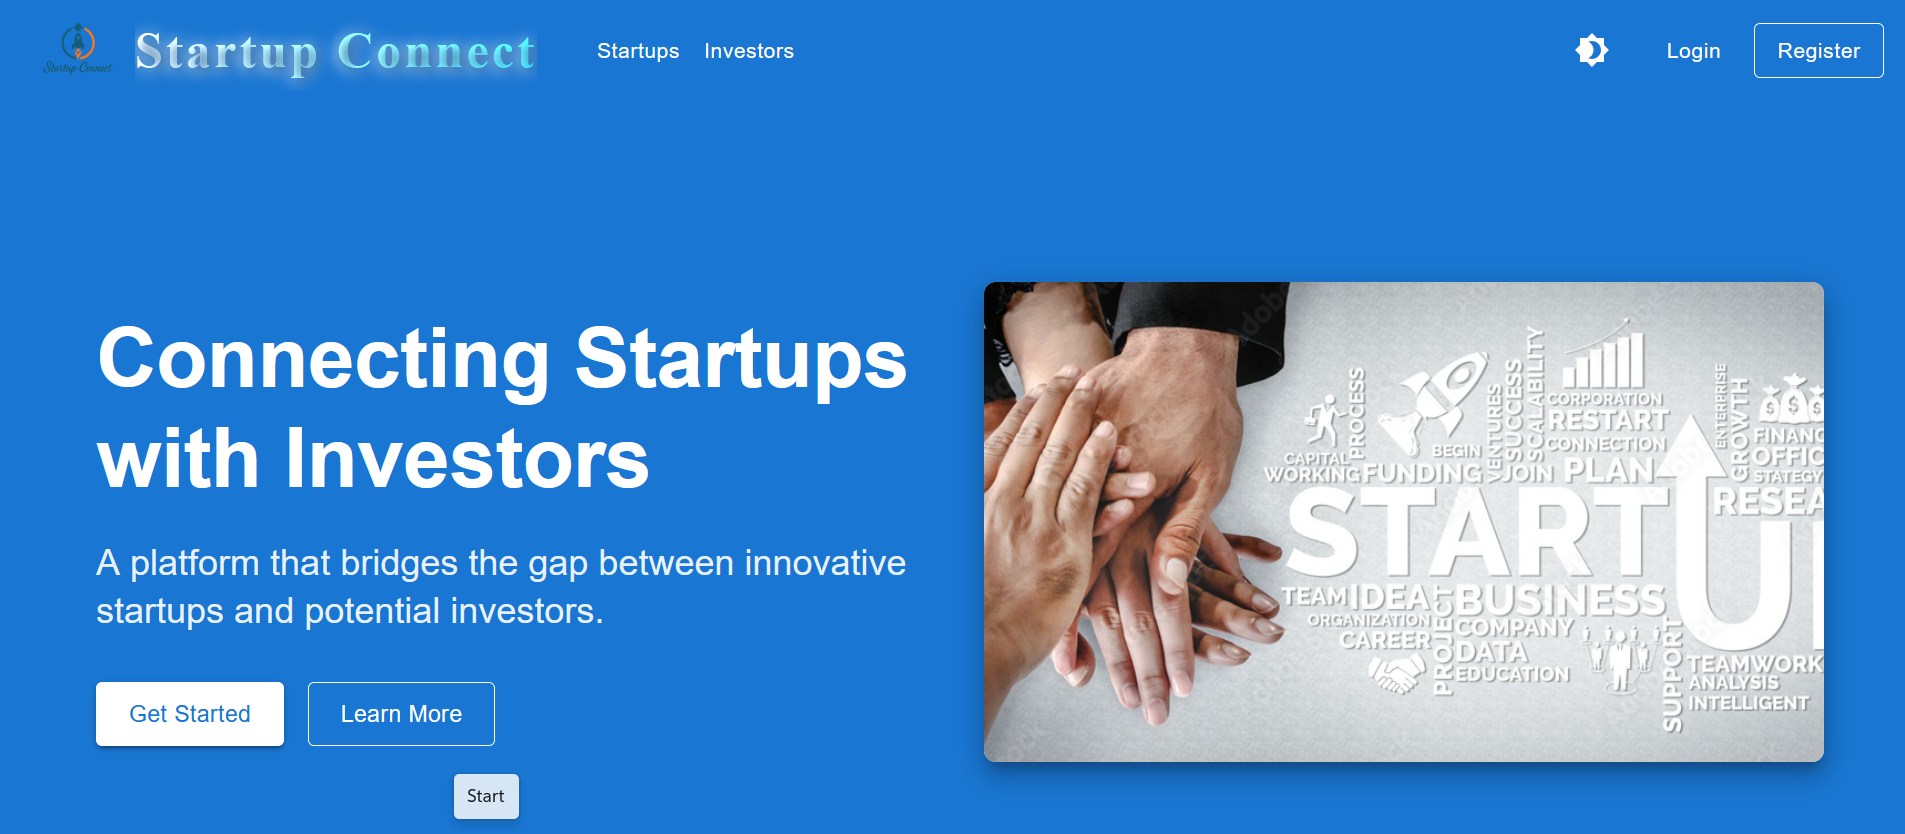 Startup-Connect
Startup Connect
Startups
Investors
Login
Register
Connecting Startups
with Investors
A platform that bridges the gap between innovative
startups and potential investors.
Get Started
Learn More
Start
PROCESS
CAPITAL
WORKING
FUNDING
BEGIN
VENTURES
SUCCESS
SCALABILITY
JOIN
PLAN
CORPORATION
RESTART
CONNECTION
ENTERPRISE
GROWTH
FINANC
OFFIC
STRATEGY
RESEA
START
U
TEAM
IDEA
BUSINESS
ORGANIZATION
CAREER
PROJECT
COMPANY
DATA
EDUCATION
SUPPORT
TEAMWORK
ANALYSIS
INTELLIGENT